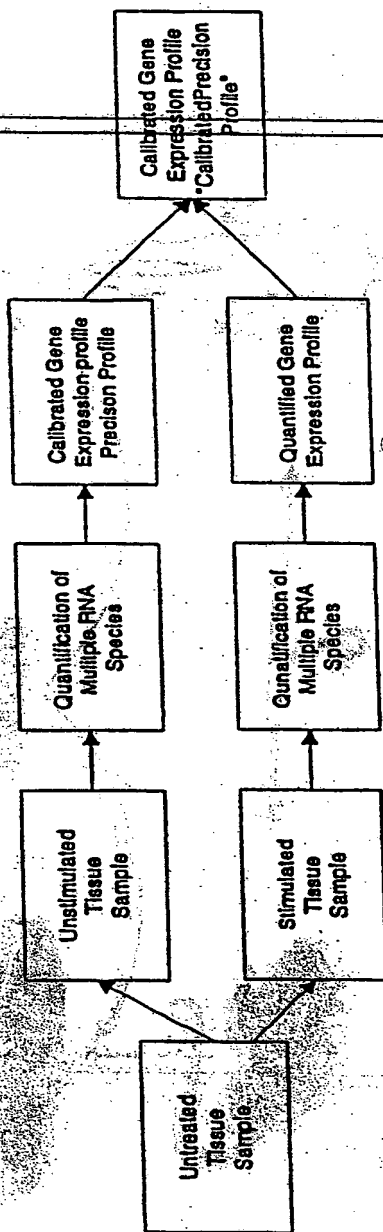 Untreated
Tissue
Sample
Unstimulated
Tissue
Sample
Quantification of
Multiple RNA
Species
Calibrated Gene
Expression-profile
Precison Profile
Stimulated
Tissue
Sample
Qunatification of
Multiple RNA
Species
Quantified Gene
Expression Profile
Calibrated Gene
Expression Profile
"CalibratedPrecision
Profile"